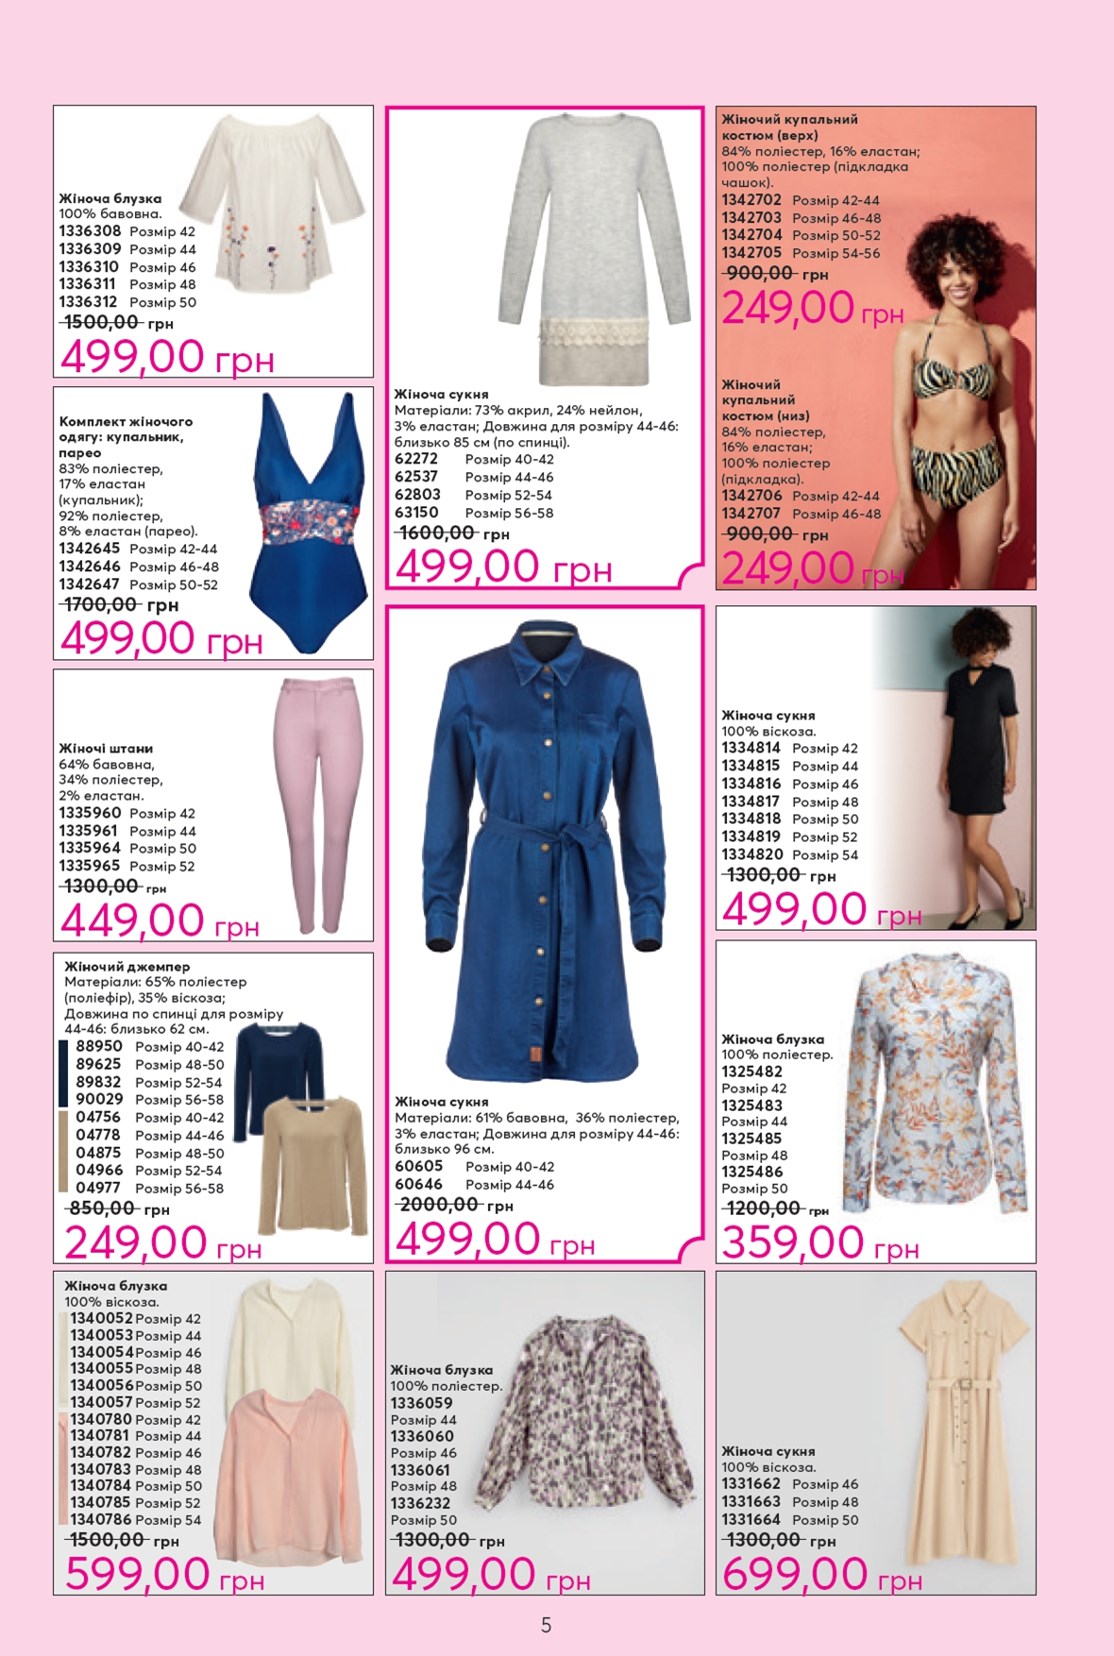 Жіноча блузка
100% бавовна.
1336308 Розмір 42
1336309 Розмір 44
1336310 Розмір 46
1336311 Розмір 48
1336312 Розмір 50
1500,00 грн
499,00 грн
Комплект жіночого
одягу: купальник,
парео
83% поліестер,
17% еластан
(купальник);
92% поліестер,
8% еластан (парео).
1342645 Розмір 42-44
1342646 Розмір 46-48
1342647 Розмір 50-52
1700,00 грн
499,00 грн
Жіночі штани
64% бавовна,
34% поліестер,
2% еластан.
1335960 Розмір 42
1335961 Розмір 44
1335964 Розмір 50
1335965 Розмір 52
1300,00 грн
449,00 грн
Жіночий джемпер
Матеріали: 65% поліестер
(поліефір), 35% віскоза;
Довжина по спинці для розміру
44-46: близько 62 см.
88950 Розмір 40-42
89625 Розмір 48-50
89832 Розмір 52-54
90029 Розмір 56-58
04756 Розмір 40-42
04778 Розмір 44-46
04875 Розмір 48-50
04966 Розмір 52-54
04977 Розмір 56-58
850,00 грн
249,00 грн
Жіноча блузка
100% віскоза.
1340052 Розмір 42
1340053 Розмір 44
1340054 Розмір 46
1340055 Розмір 48
1340056 Розмір 50
1340057 Розмір 52
1340780 Розмір 42
1340781 Розмір 44
1340782 Розмір 46
1340783 Розмір 48
1340784 Розмір 50
1340785 Розмір 52
1340786 Розмір 54
1500,00 грн
599,00 грн
Жіноча сукня
Матеріали: 73% акрил, 24% нейлон,
3% еластан; Довжина для розміру 44-46:
близько 85 см (по спинці).
62272 Розмір 40-42
62537 Розмір 44-46
62803 Розмір 52-54
63150 Розмір 56-58
1600,00 грн
499,00 грн
Жіноча сукня
Матеріали: 61% бавовна, 36% поліестер,
3% еластан; Довжина для розміру 44-46:
близько 96 см.
60605 Розмір 40-42
60646 Розмір 44-46
2000,00 грн
499,00 грн
Жіноча блузка
100% поліестер.
1336059
Розмір 44
1336060
Розмір 46
1336061
Розмір 48
1336232
Розмір 50
1300,00 грн
499,00 грн
Жіночий купальний
костюм (верх)
84% поліестер, 16% еластан;
100% поліестер (підкладка
чашок).
1342702 Розмір 42-44
1342703 Розмір 46-48
1342704 Розмір 50-52
1342705 Розмір 54-56
900,00 грн
249,00 грн
Жіночий
купальний
костюм (низ)
84% поліестер,
16% еластан;
100% поліестер
(підкладка).
1342706 Розмір 42-44
1342707 Розмір 46-48
900,00 грн
249,00 грн
Жіноча сукня
100% віскоза.
1334814 Розмір 42
1334815 Розмір 44
1334816 Розмір 46
1334817 Розмір 48
1334818 Розмір 50
1334819 Розмір 52
1334820 Розмір 54
1300,00 грн
499,00 грн
Жіноча блузка
100% поліестер.
1325482
Розмір 42
1325483
Розмір 44
1325485
Розмір 48
1325486
Розмір 50
1200,00 грн
359,00 грн
Жіноча сукня
100% віскоза.
1331662 Розмір 46
1331663 Розмір 48
1331664 Розмір 50
1300,00 грн
699,00 грн
5